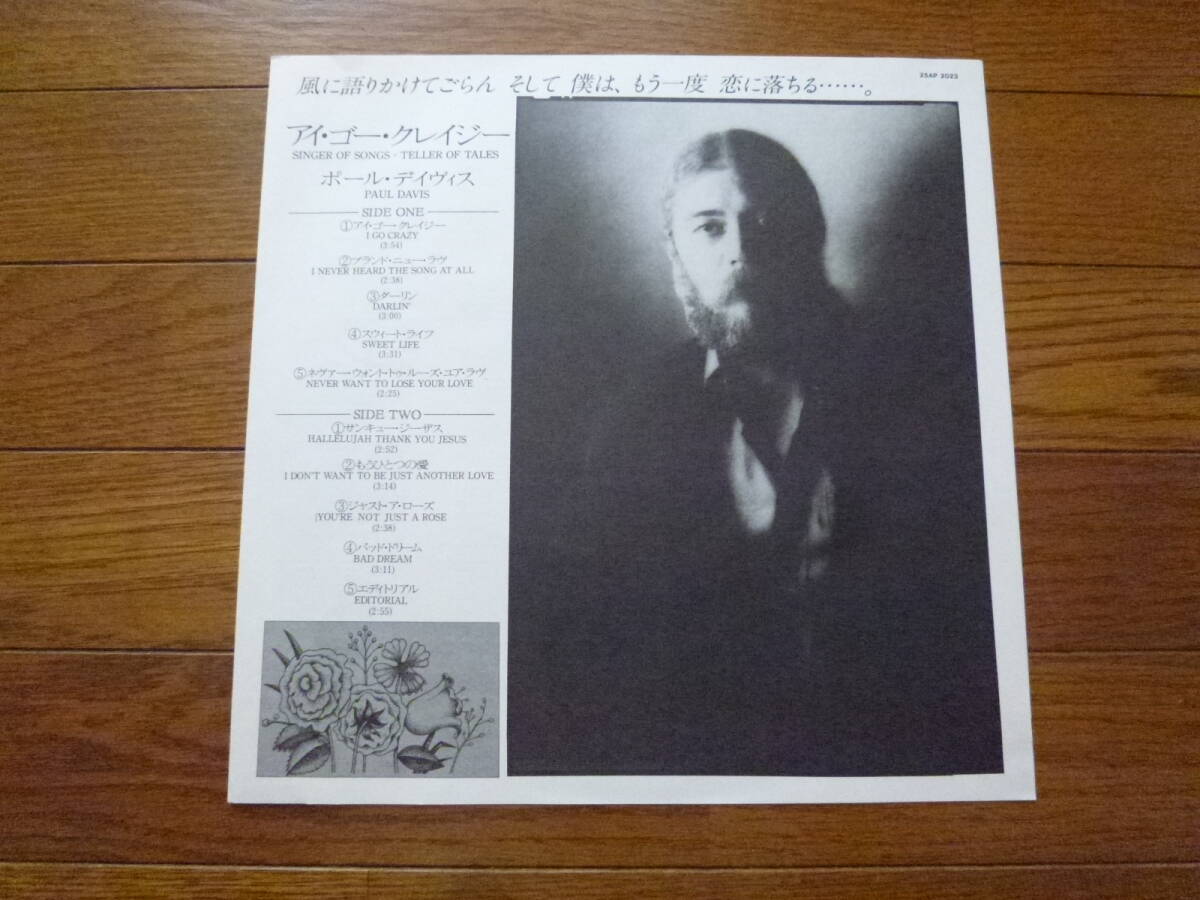 風に語りかけてごらん そして 僕は、もう一度 恋に落ちる……。
25AP 2023
アイ・ゴー・クレイジー
SINGER OF SONGS・TELLER OF TALES
ポール・デイヴィス
PAUL DAVIS
SIDE ONE
①アイ・ゴー・クレイジー
I GO CRAZY
(3:54)
②ブランド・ニュー・ラヴ
I NEVER HEARD THE SONG AT ALL
(2:38)
③ダーリン
DARLIN'
(3:00)
④スウィート・ライフ
SWEET LIFE
(3:31)
⑤ネヴァー・ウォント・トゥ・ルーズ・ユア・ラヴ
NEVER WANT TO LOSE YOUR LOVE
(2:25)
SIDE TWO
①サンキュー・ジーザス
HALLELUJAH THANK YOU JESUS
(2:52)
②もうひとつの愛
I DON'T WANT TO BE JUST ANOTHER LOVE
(3:14)
③ジャスト・ア・ローズ
YOU'RE NOT JUST A ROSE
(2:38)
④バッド・ドリーム
BAD DREAM
(3:11)
⑤エディトリアル
EDITORIAL
(2:55)